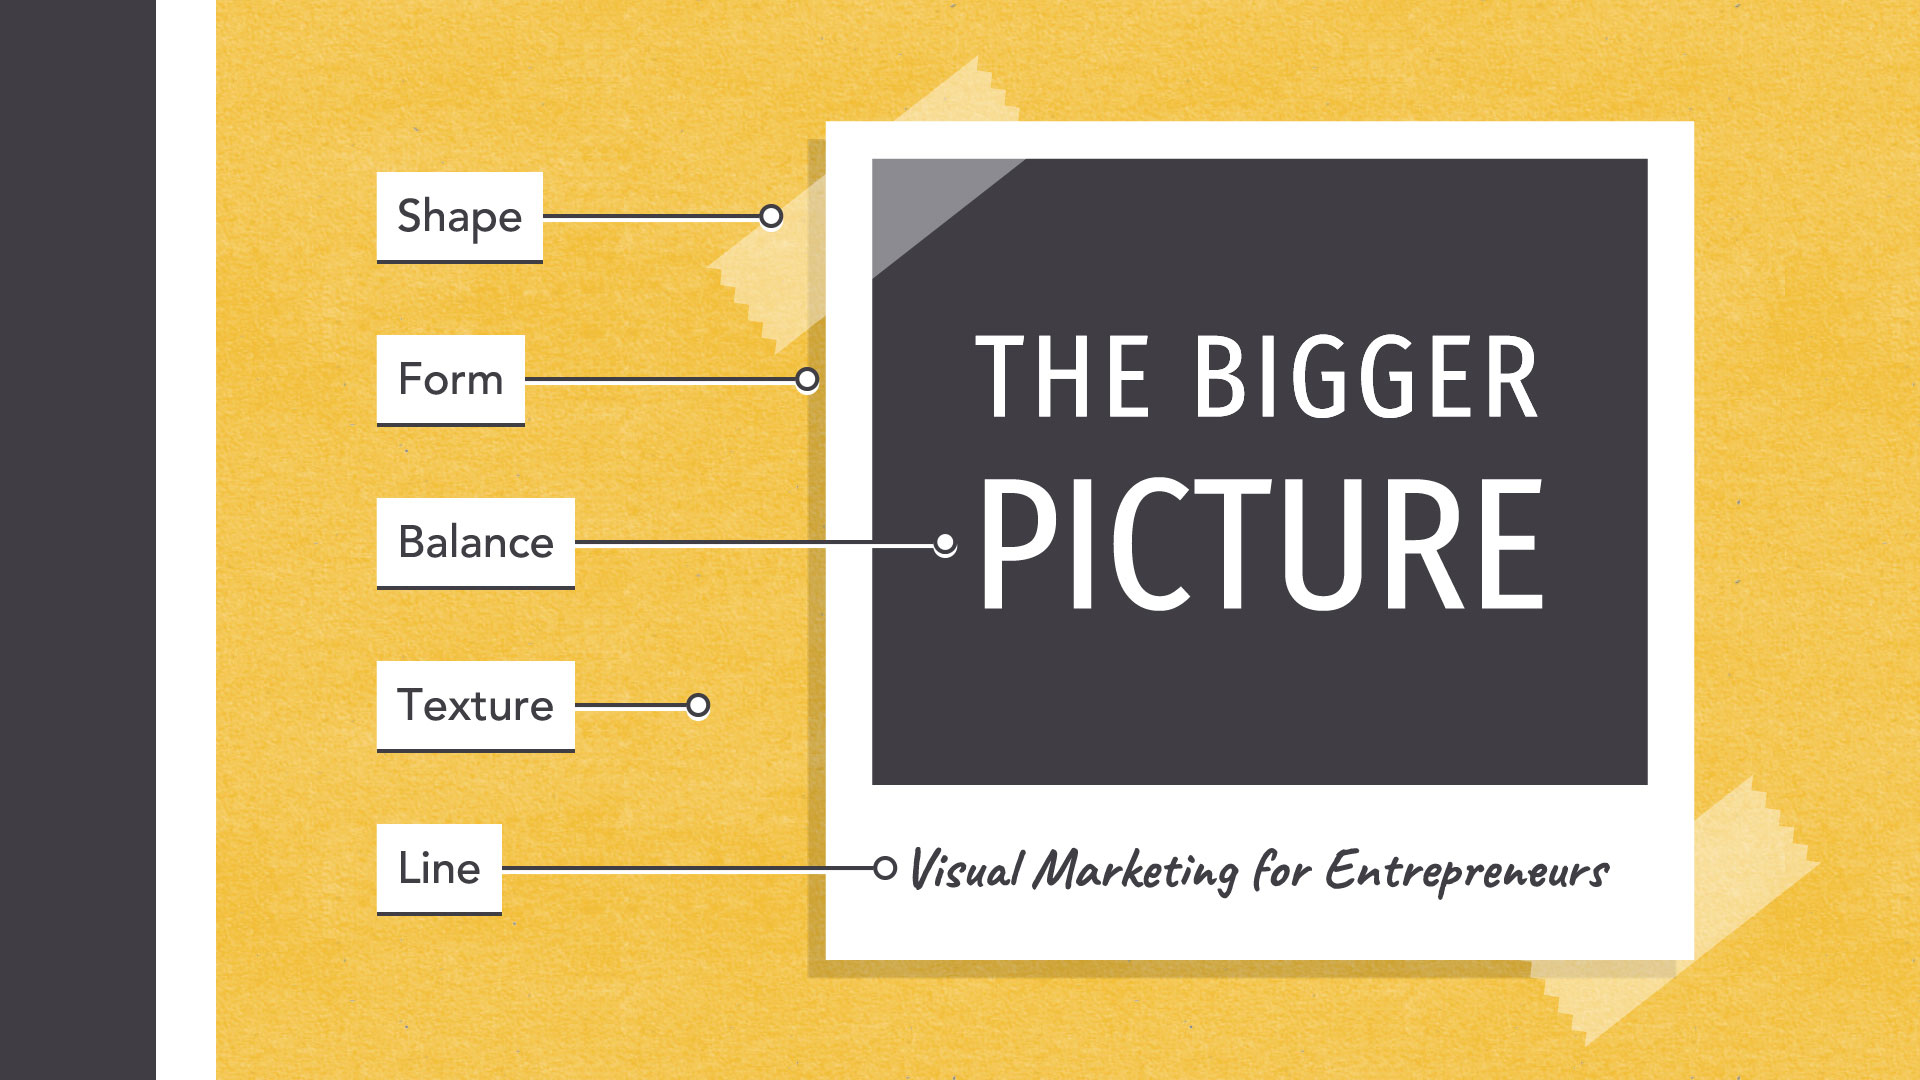 Shape
Form
Balance
Texture
Line
THE BIGGER
PICTURE
Visual Marketing for Entrepreneurs